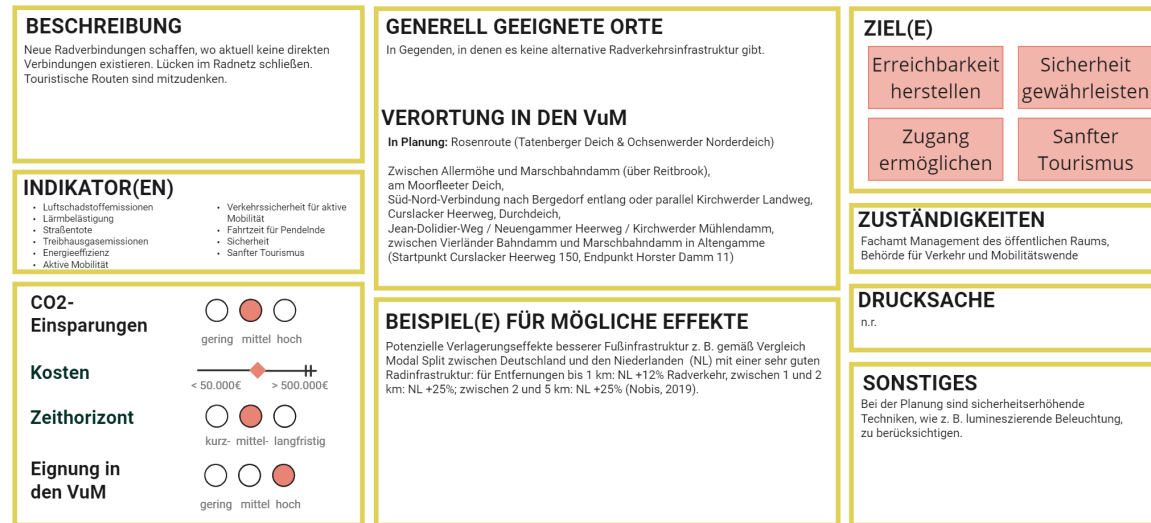 BESCHREIBUNG
Neue Radverbindungen schaffen, wo aktuell keine direkten
Verbindungen existieren. Lücken im Radnetz schließen.
Touristische Routen sind mitzudenken.
INDIKATOR(EN)
• Luftschadstoffemissionen
• Lärmbelästigung
• Straßentote
• Treibhausgasemissionen
• Energieeffizienz
• Aktive Mobilität
• Verkehrssicherheit für aktive
Mobilität
• Fahrtzeit für Pendelnde
• Sicherheit
• Sanfter Tourismus
CO2-
Einsparungen
gering mittel hoch
Kosten
< 50.000€ > 500.000€
Zeithorizont
kurz- mittel- langfristig
Eignung in
den VuM
gering mittel hoch
GENERELL GEEIGNETE ORTE
In Gegenden, in denen es keine alternative Radverkehrsinfrastruktur gibt.
VERORTUNG IN DEN VuM
In Planung: Rosenroute (Tatenberger Deich & Ochsenwerder Norderdeich)
Zwischen Allermöhe und Marschbahndamm (über Reitbrook),
am Moorfleeter Deich,
Süd-Nord-Verbindung nach Bergedorf entlang oder parallel Kirchwerder Landweg,
Curslacker Heerweg, Durchdeich,
Jean-Dolidier-Weg / Neuengammer Heerweg / Kirchwerder Mühlendamm,
zwischen Vierländer Bahndamm und Marschbahndamm in Altengamme
(Startpunkt Curslacker Heerweg 150, Endpunkt Horster Damm 11)
BEISPIEL(E) FÜR MÖGLICHE EFFEKTE
Potenzielle Verlagerungseffekte besserer Fußinfrastruktur z. B. gemäß Vergleich
Modal Split zwischen Deutschland und den Niederlanden (NL) mit einer sehr guten
Radinfrastruktur: für Entfernungen bis 1 km: NL +12% Radverkehr, zwischen 1 und 2
km: NL +25%; zwischen 2 und 5 km: NL +25% (Nobis, 2019).
ZIEL(E)
Erreichbarkeit
herstellen
Sicherheit
gewährleisten
Zugang
ermöglichen
Sanfter
Tourismus
ZUSTÄNDIGKEITEN
Fachamt Management des öffentlichen Raums,
Behörde für Verkehr und Mobilitätswende
DRUCKSACHE
n.r.
SONSTIGES
Bei der Planung sind sicherheitserhöhende
Techniken, wie z. B. lumineszierende Beleuchtung,
zu berücksichtigen.